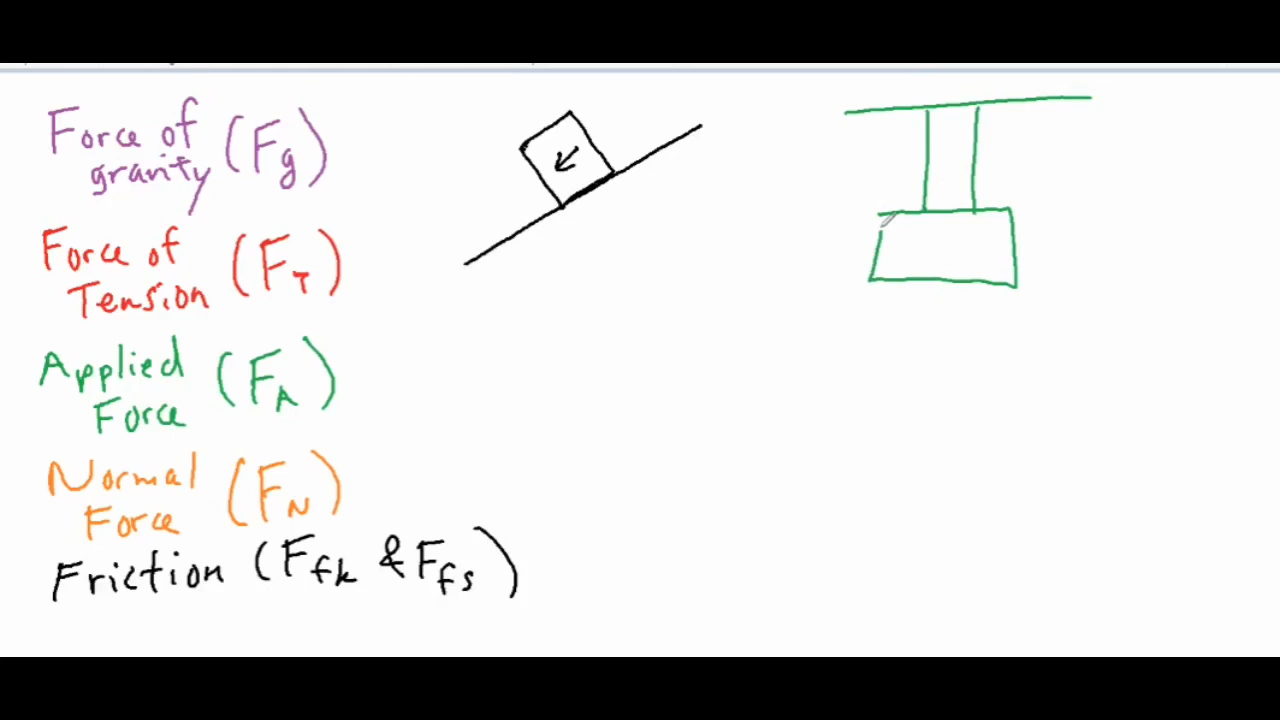 Force of
gravity (Fg)
Force of
Tension (FT)
Applied
Force (FA)
Normal
Force (FN)
Friction (Ffk & Ffs)